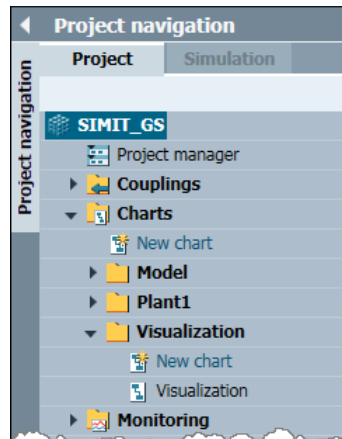 Project navigation
Project navigation
Project Simulation
SIMIT_GS
Project manager
Couplings
Charts
New chart
Model
Plant1
Visualization
New chart
Visualization
Monitoring